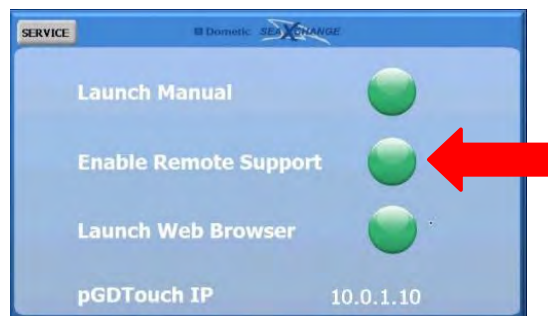 SERVICE
Dometic SEAXCHANGE
Launch Manual
Enable Remote Support
Launch Web Browser
pGDTouch IP 10.0.1.10